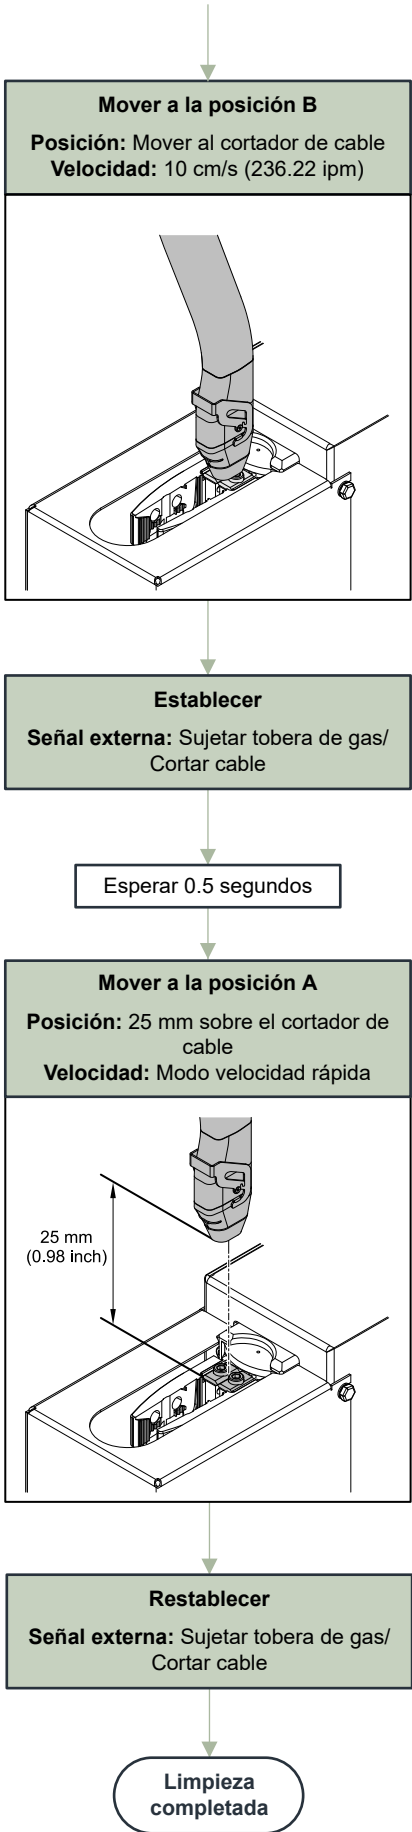 Mover a la posición B
Posición: Mover al cortador de cable
Velocidad: 10 cm/s (236.22 ipm)
Establecer
Señal externa: Sujetar tobera de gas/
Cortar cable
Esperar 0.5 segundos
Mover a la posición A
Posición: 25 mm sobre el cortador de
cable
Velocidad: Modo velocidad rápida
25 mm
(0.98 inch)
Restablecer
Señal externa: Sujetar tobera de gas/
Cortar cable
Limpieza
completada